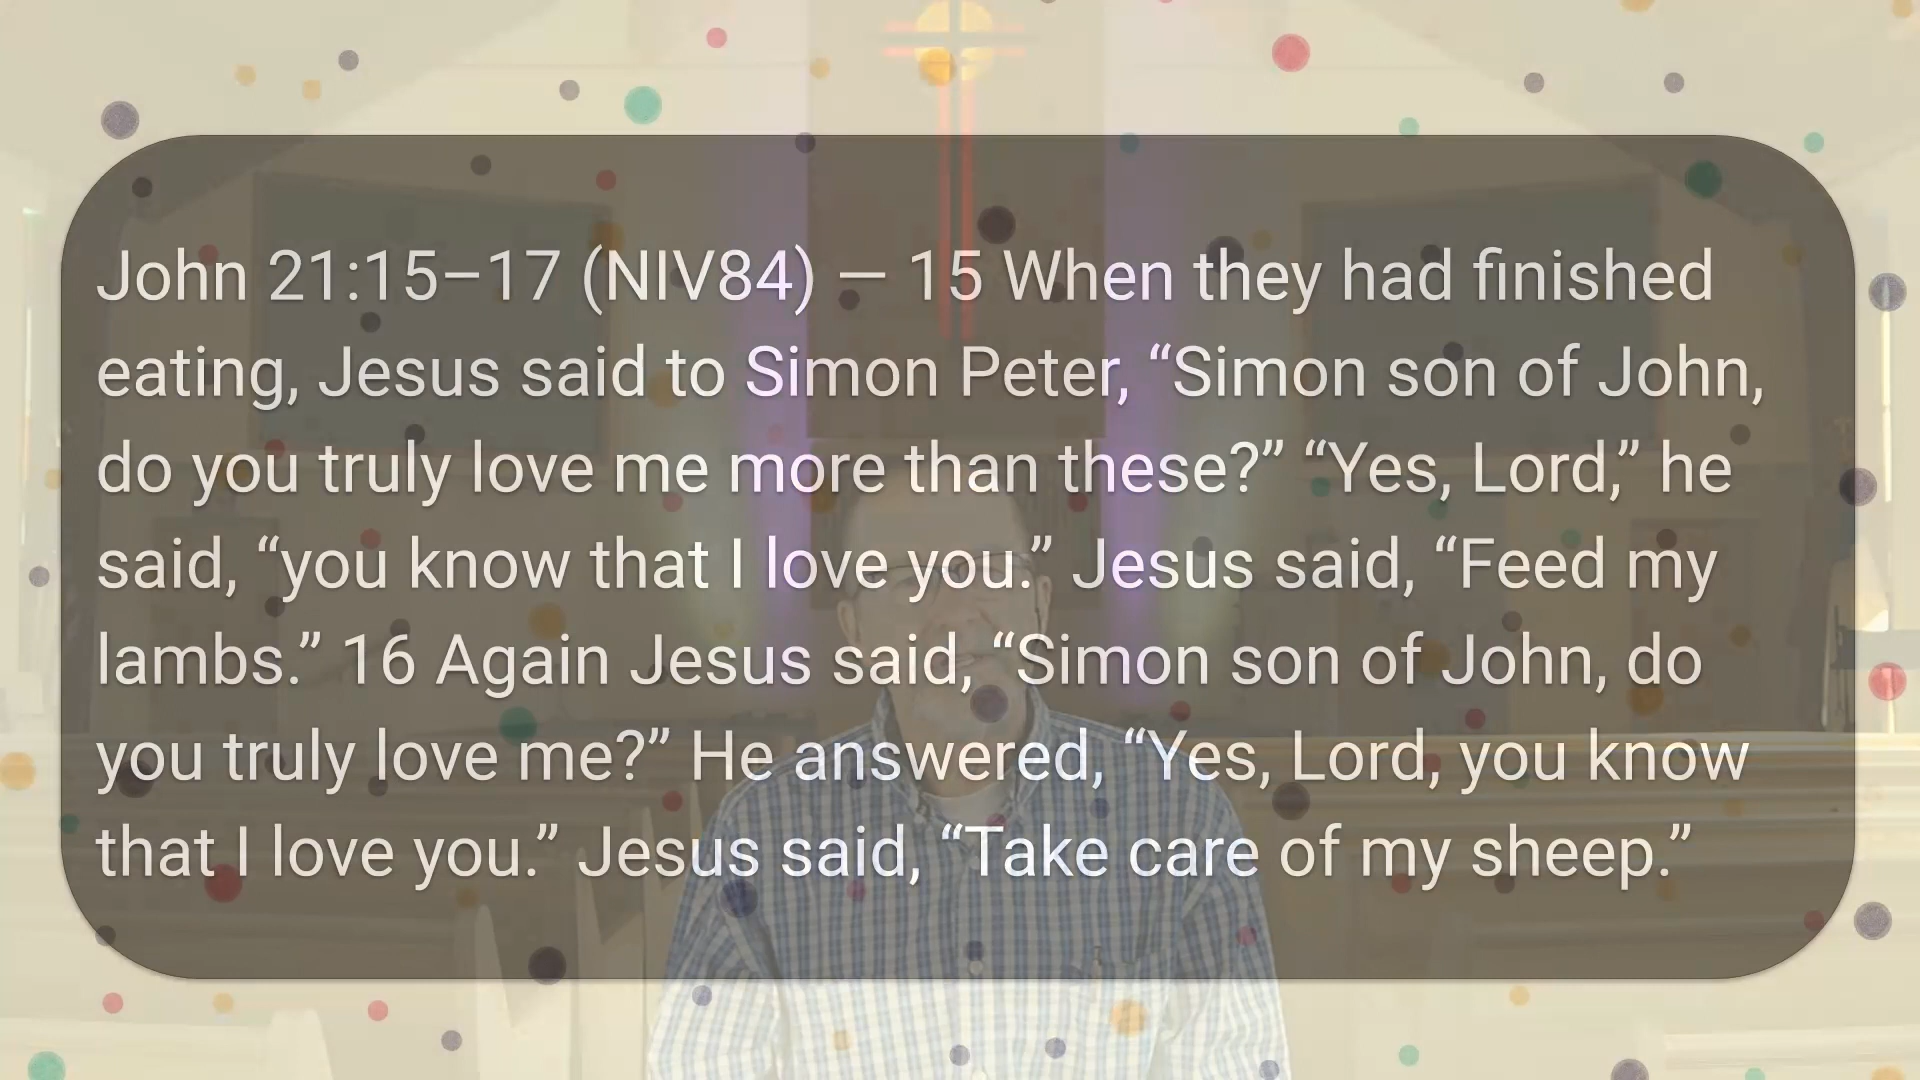 John 21:15–17 (NIV84) — 15 When they had finished
eating, Jesus said to Simon Peter, “Simon son of John,
do you truly love me more than these?” “Yes, Lord,” he
said, “you know that I love you.” Jesus said, “Feed my
lambs.” 16 Again Jesus said, “Simon son of John, do
you truly love me?” He answered, “Yes, Lord, you know
that I love you.” Jesus said, “Take care of my sheep.”